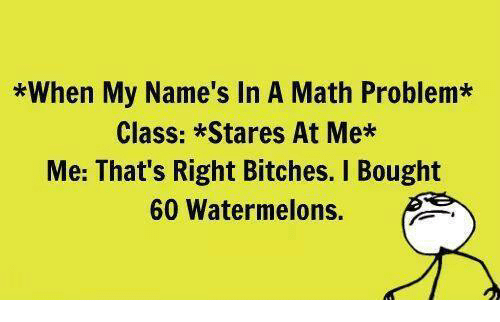 *When My Name's In A Math Problem*
Class: *Stares At Me*
Me: That's Right Bitches. I Bought
60 Watermelons.